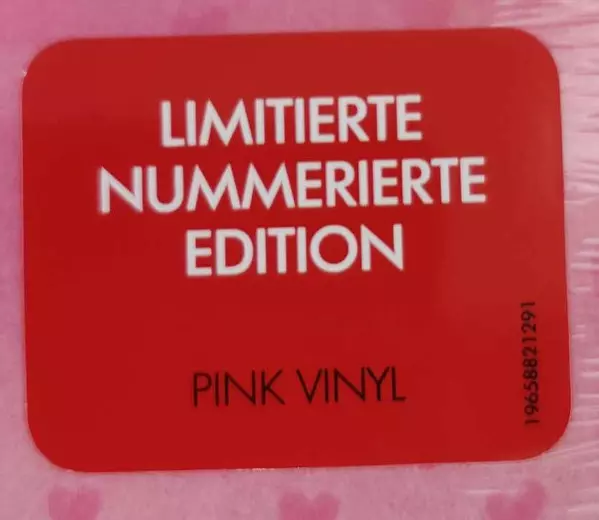 LIMITIERTE
NUMMERIERTE
EDITION
PINK VINYL
19658821291